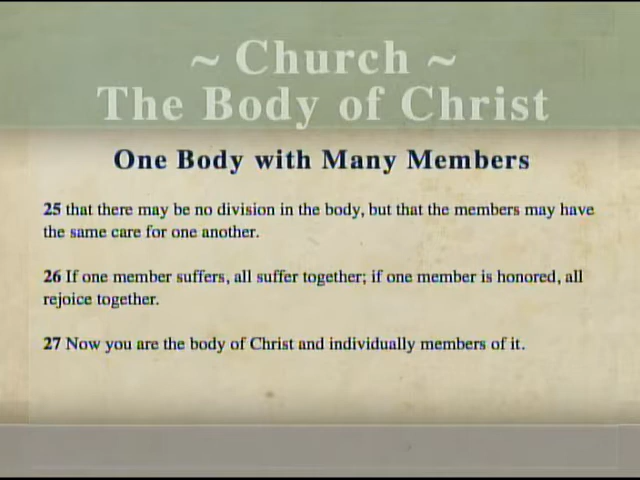 ~ Church ~
The Body of Christ
One Body with Many Members
25 that there may be no division in the body, but that the members may have
the same care for one another.
26 If one member suffers, all suffer together; if one member is honored, all
rejoice together.
27 Now you are the body of Christ and individually members of it.